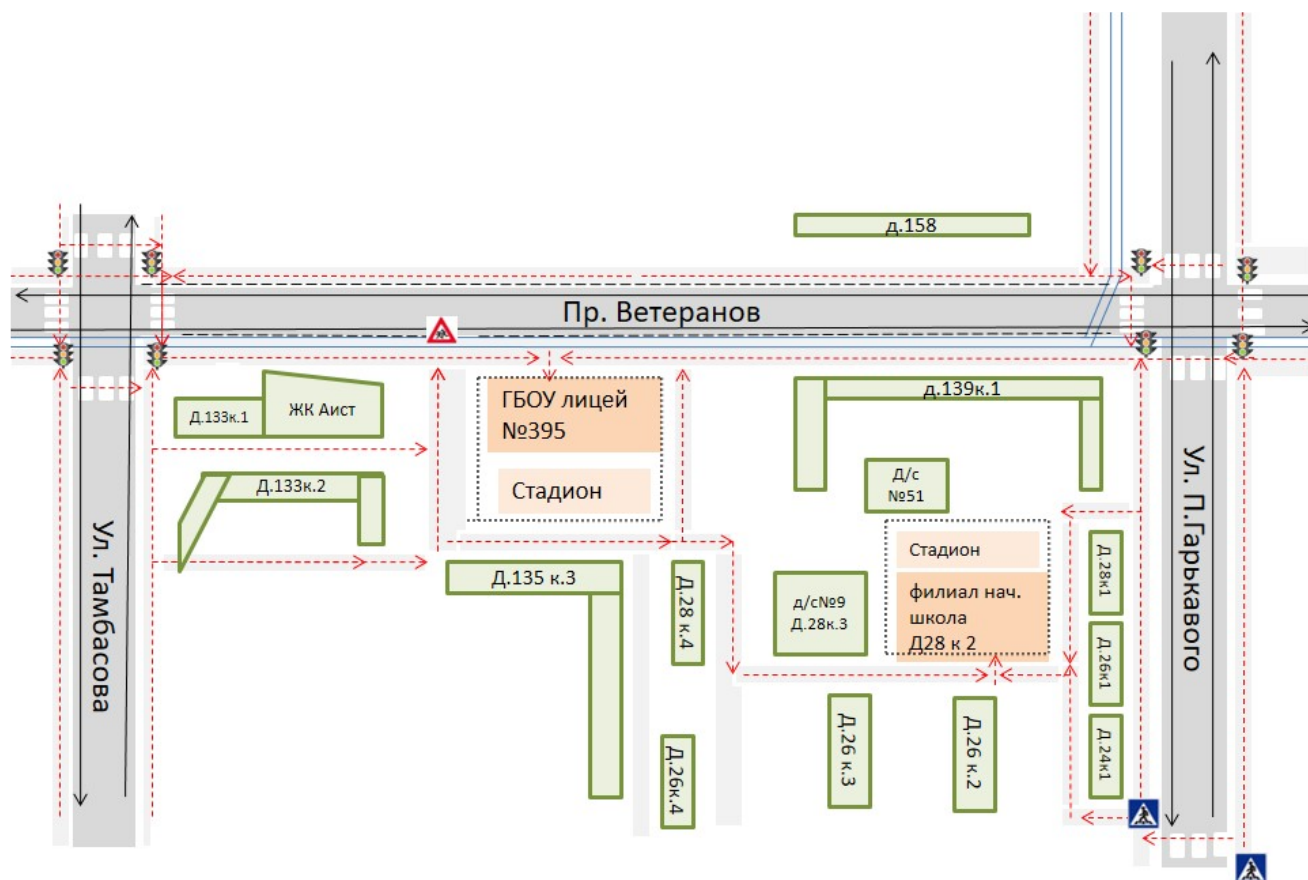 д.158
Пр. Ветеранов
ГБОУ лицей
№395
Стадион
ЖК Аист
Д.133к.1
Д.133к.2
д.139к.1
Д/с
№51
Стадион
филиал нач.
школа
Д28 к 2
д/с№9
Д.28к.3
Д.135 к.3
Д.28 к.4
Д.26к.4
Д.26 к.3
Д.26 к.2
Д.28к1
Д.26к1
Д.24к1
Ул. Тамбасова
Ул. П.Гарькавого